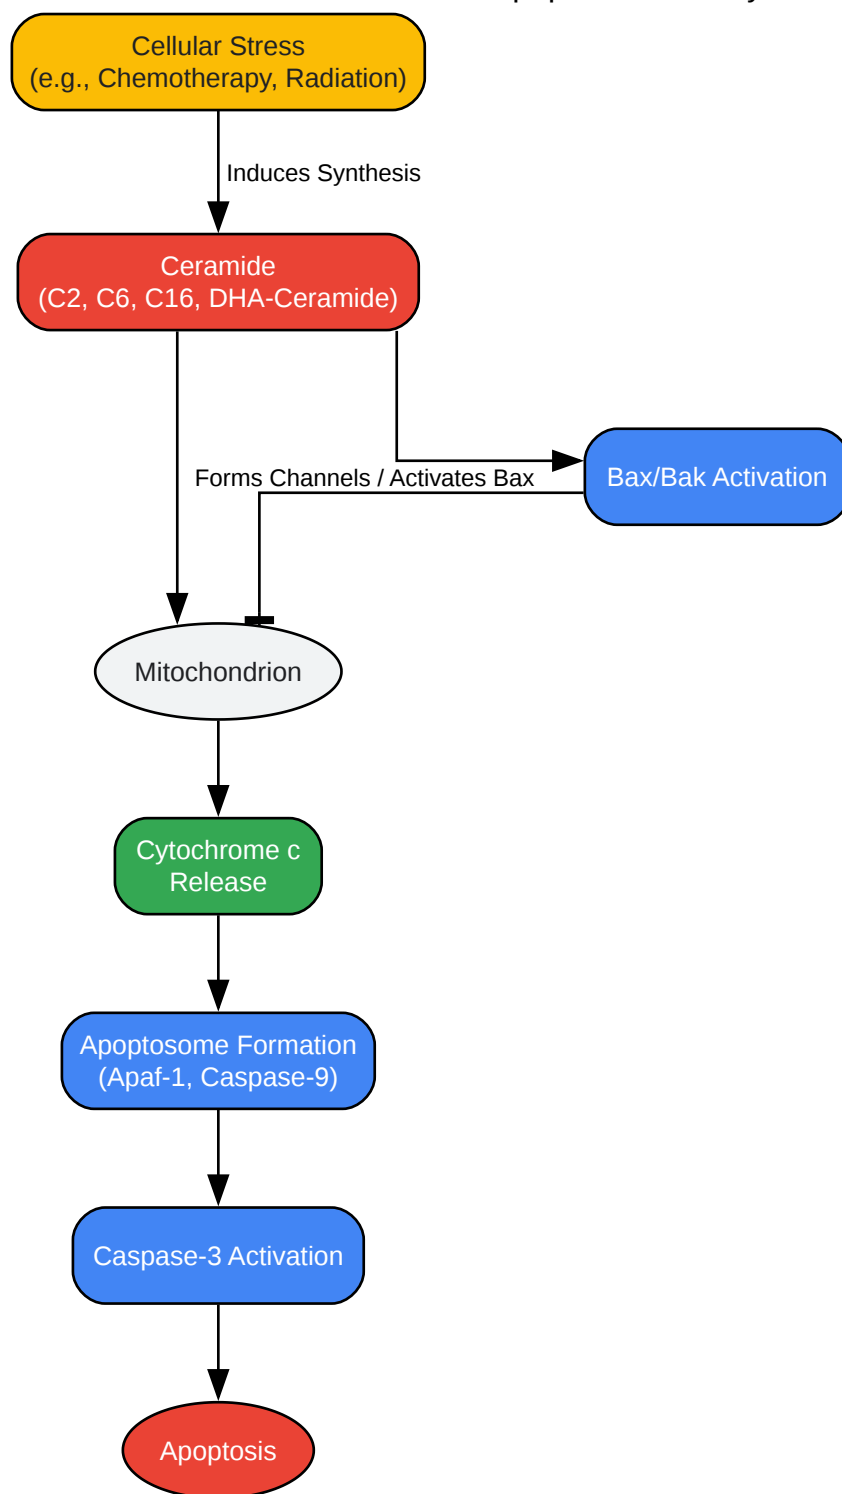 Cellular Stress
(e.g., Chemotherapy, Radiation)
Induces Synthesis
Ceramide
(C2, C6, C16, DHA-Ceramide)
Forms Channels / Activates Bax
Bax/Bak Activation
Mitochondrion
Cytochrome c
Release
Apoptosome Formation
(Apaf-1, Caspase-9)
Caspase-3 Activation
Apoptosis